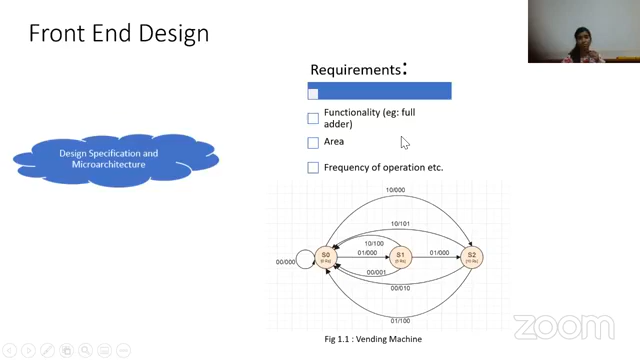 Front End Design
Requirements:
Functionality (eg: full
adder)
Area
Frequency of operation etc.
Design Specification and
Microarchitecture
10/000
10/101
10/100
00/000
S0
01/000
S1
01/000
S2
00/001
00/010
01/100
Fig 1.1 : Vending Machine
zoom